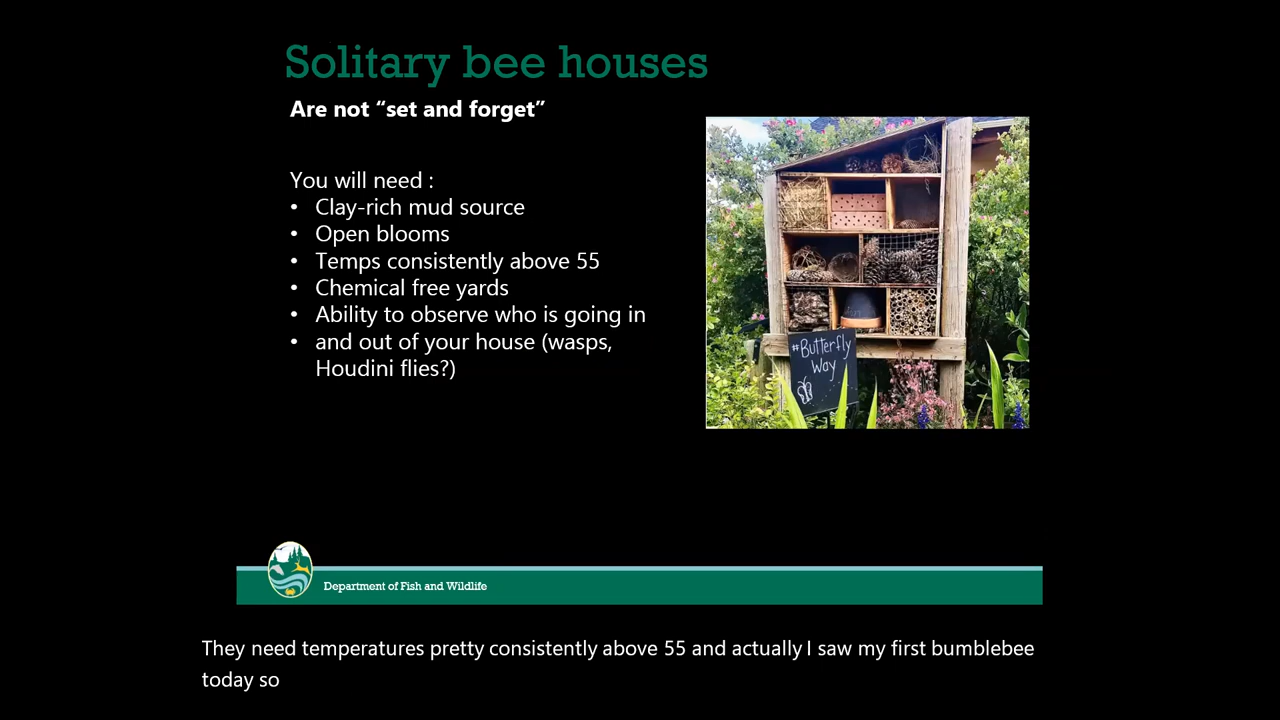 Solitary bee houses
Are not “set and forget”
You will need :
• Clay-rich mud source
• Open blooms
• Temps consistently above 55
• Chemical free yards
• Ability to observe who is going in
• and out of your house (wasps,
Houdini flies?)
#Butterfly
Way
Department of Fish and Wildlife
They need temperatures pretty consistently above 55 and actually I saw my first bumblebee
today so